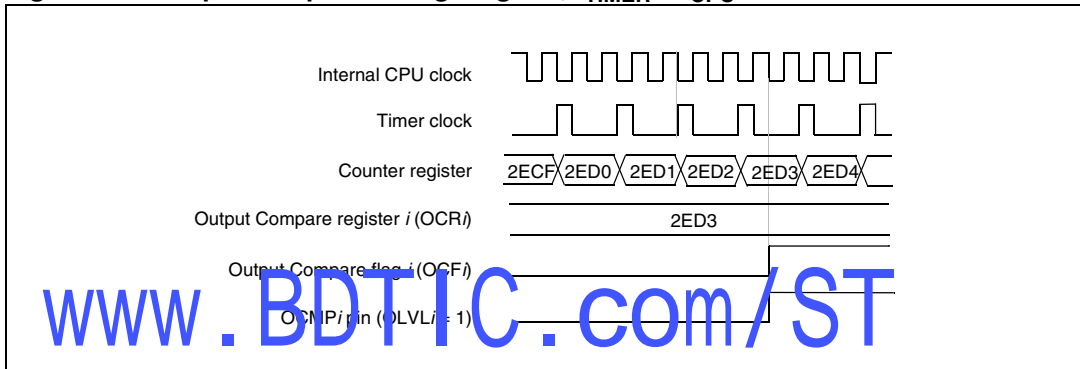 Internal CPU clock
Timer clock
Counter register 2ECF 2ED0 2ED1 2ED2 2ED3 2ED4
Output Compare register i (OCRi) 2ED3
Output Compare flag i (OCFi)
OCMPi pin (OLVLi = 1)
www.BDTIC.com/ST